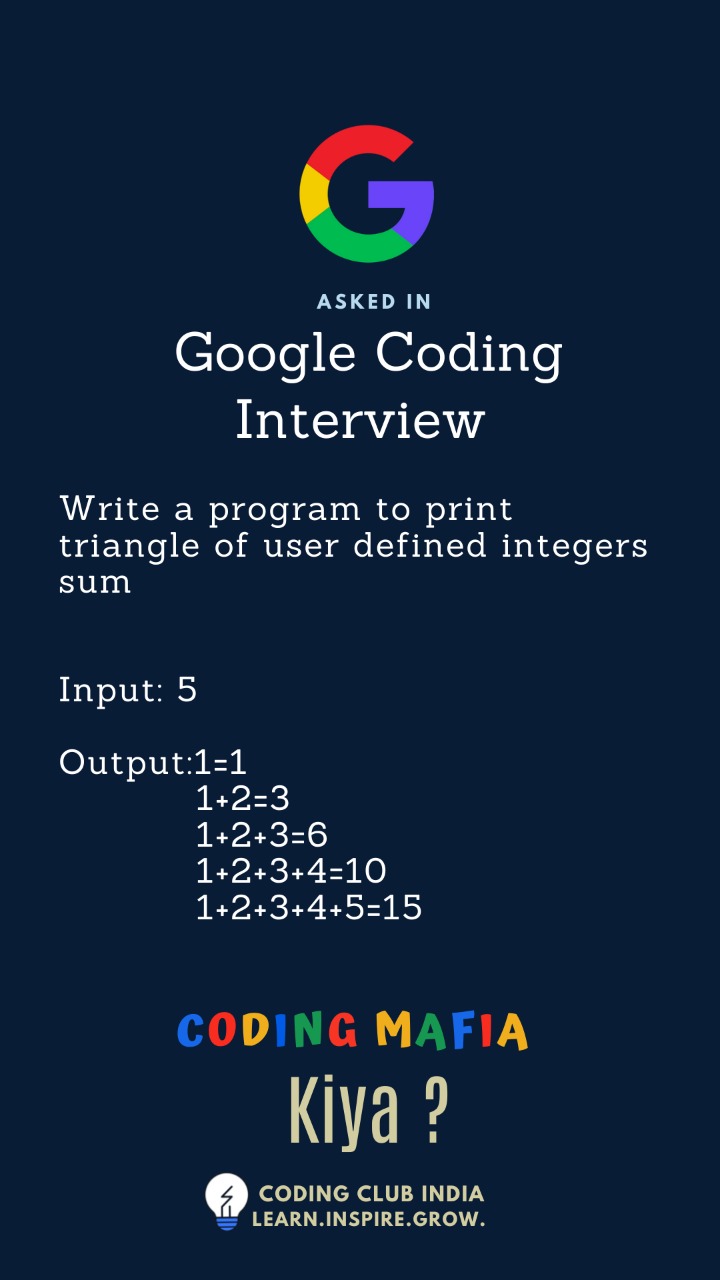 ASKED IN
Google Coding
Interview
Write a program to print
triangle of user defined integers
sum
Input: 5
Output:1=1
1+2=3
1+2+3=6
1+2+3+4=10
1+2+3+4+5=15
CODING MAFIA
Kiya ?
CODING CLUB INDIA
LEARN.INSPIRE.GROW.